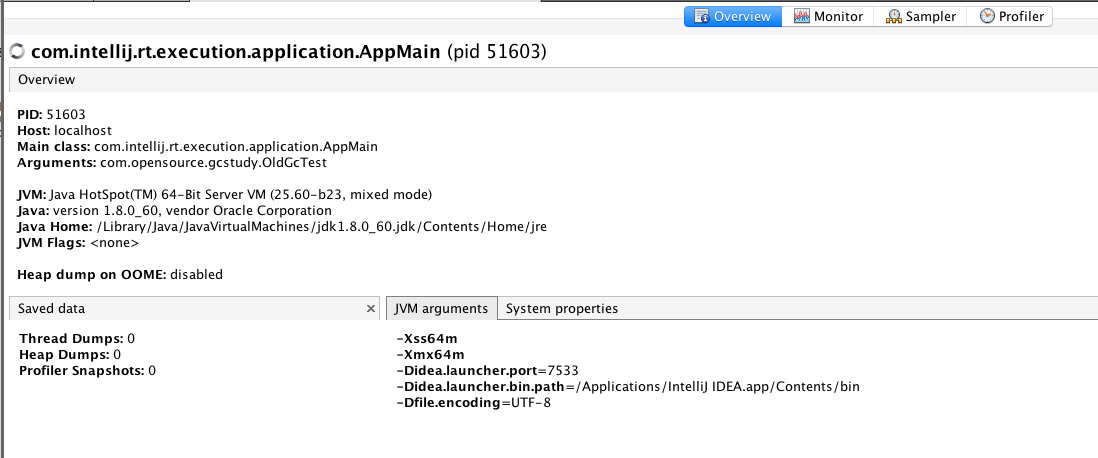 Overview Monitor Sampler Profiler
com.intellij.rt.execution.application.AppMain (pid 51603)
Overview
PID: 51603
Host: localhost
Main class: com.intellij.rt.execution.application.AppMain
Arguments: com.opensource.gcstudy.OldGcTest
JVM: Java HotSpot(TM) 64-Bit Server VM (25.60-b23, mixed mode)
Java: version 1.8.0_60, vendor Oracle Corporation
Java Home: /Library/Java/JavaVirtualMachines/jdk1.8.0_60.jdk/Contents/Home/jre
JVM Flags: <none>
Heap dump on OOME: disabled
Saved data
Thread Dumps: 0
Heap Dumps: 0
Profiler Snapshots: 0
JVM arguments System properties
-Xss64m
-Xmx64m
-Didea.launcher.port=7533
-Didea.launcher.bin.path=/Applications/IntelliJ IDEA.app/Contents/bin
-Dfile.encoding=UTF-8